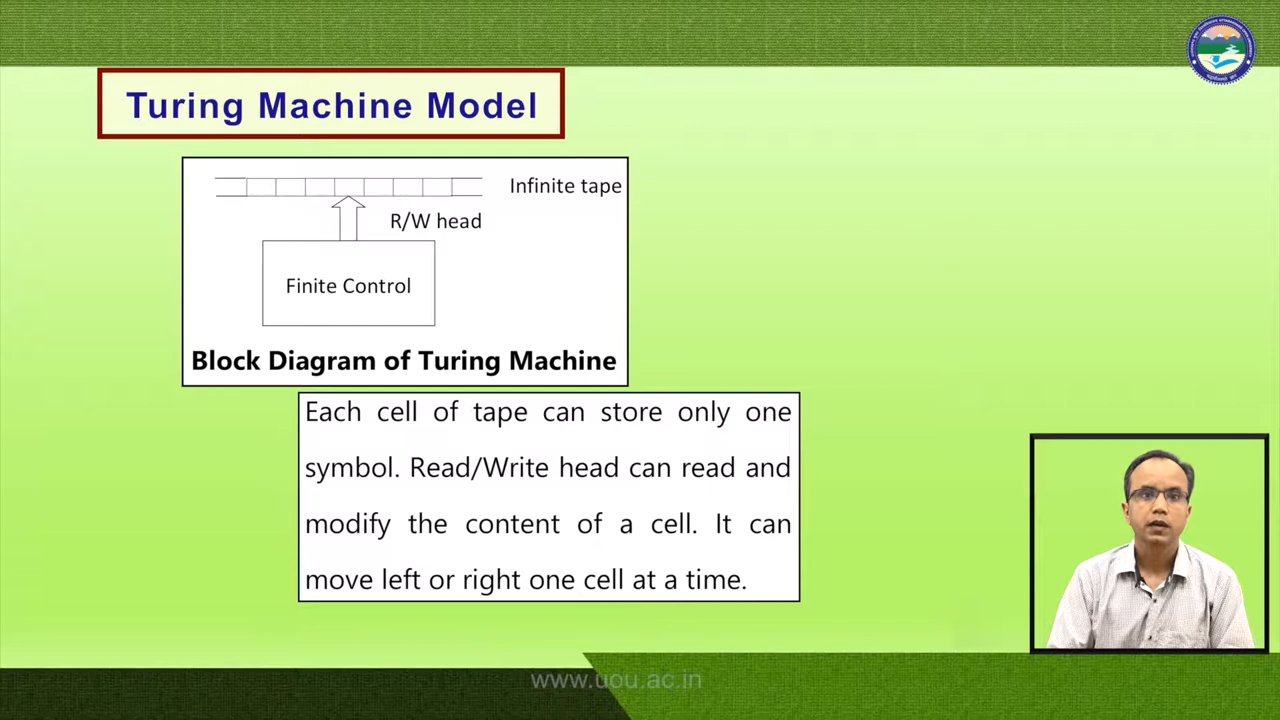 Turing Machine Model
Infinite tape
R/W head
Finite Control
Block Diagram of Turing Machine
Each cell of tape can store only one
symbol. Read/Write head can read and
modify the content of a cell. It can
move left or right one cell at a time.
www.uou.ac.in